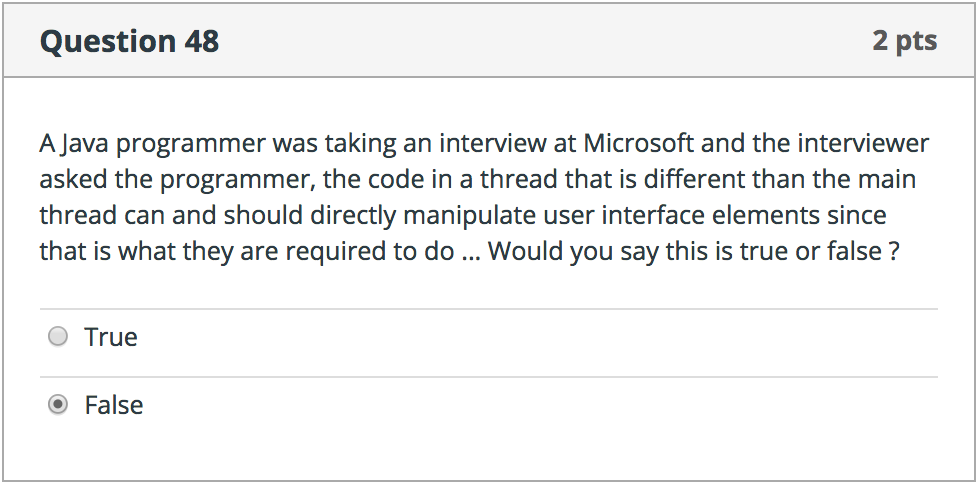 Question 48
2 pts
A Java programmer was taking an interview at Microsoft and the interviewer
asked the programmer, the code in a thread that is different than the main
thread can and should directly manipulate user interface elements since
that is what they are required to do ... Would you say this is true or false ?
True
False